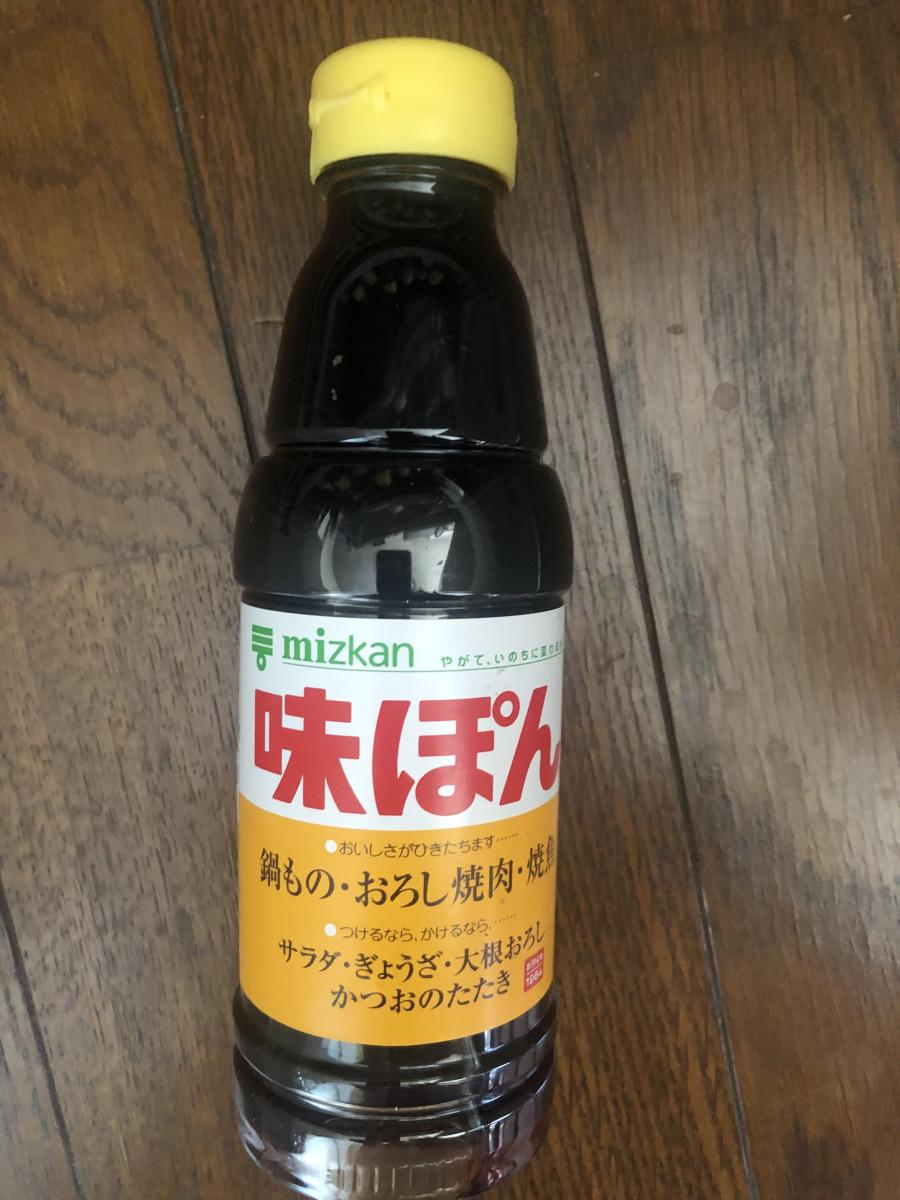 mizkan
やがて、いのちに変わる
味ぽん
●おいしさがひきたちます……
鍋もの・おろし焼肉・焼魚
●つけるなら、かけるなら、……
サラダ・ぎょうざ・大根おろし
かつおのたたき
since
1964